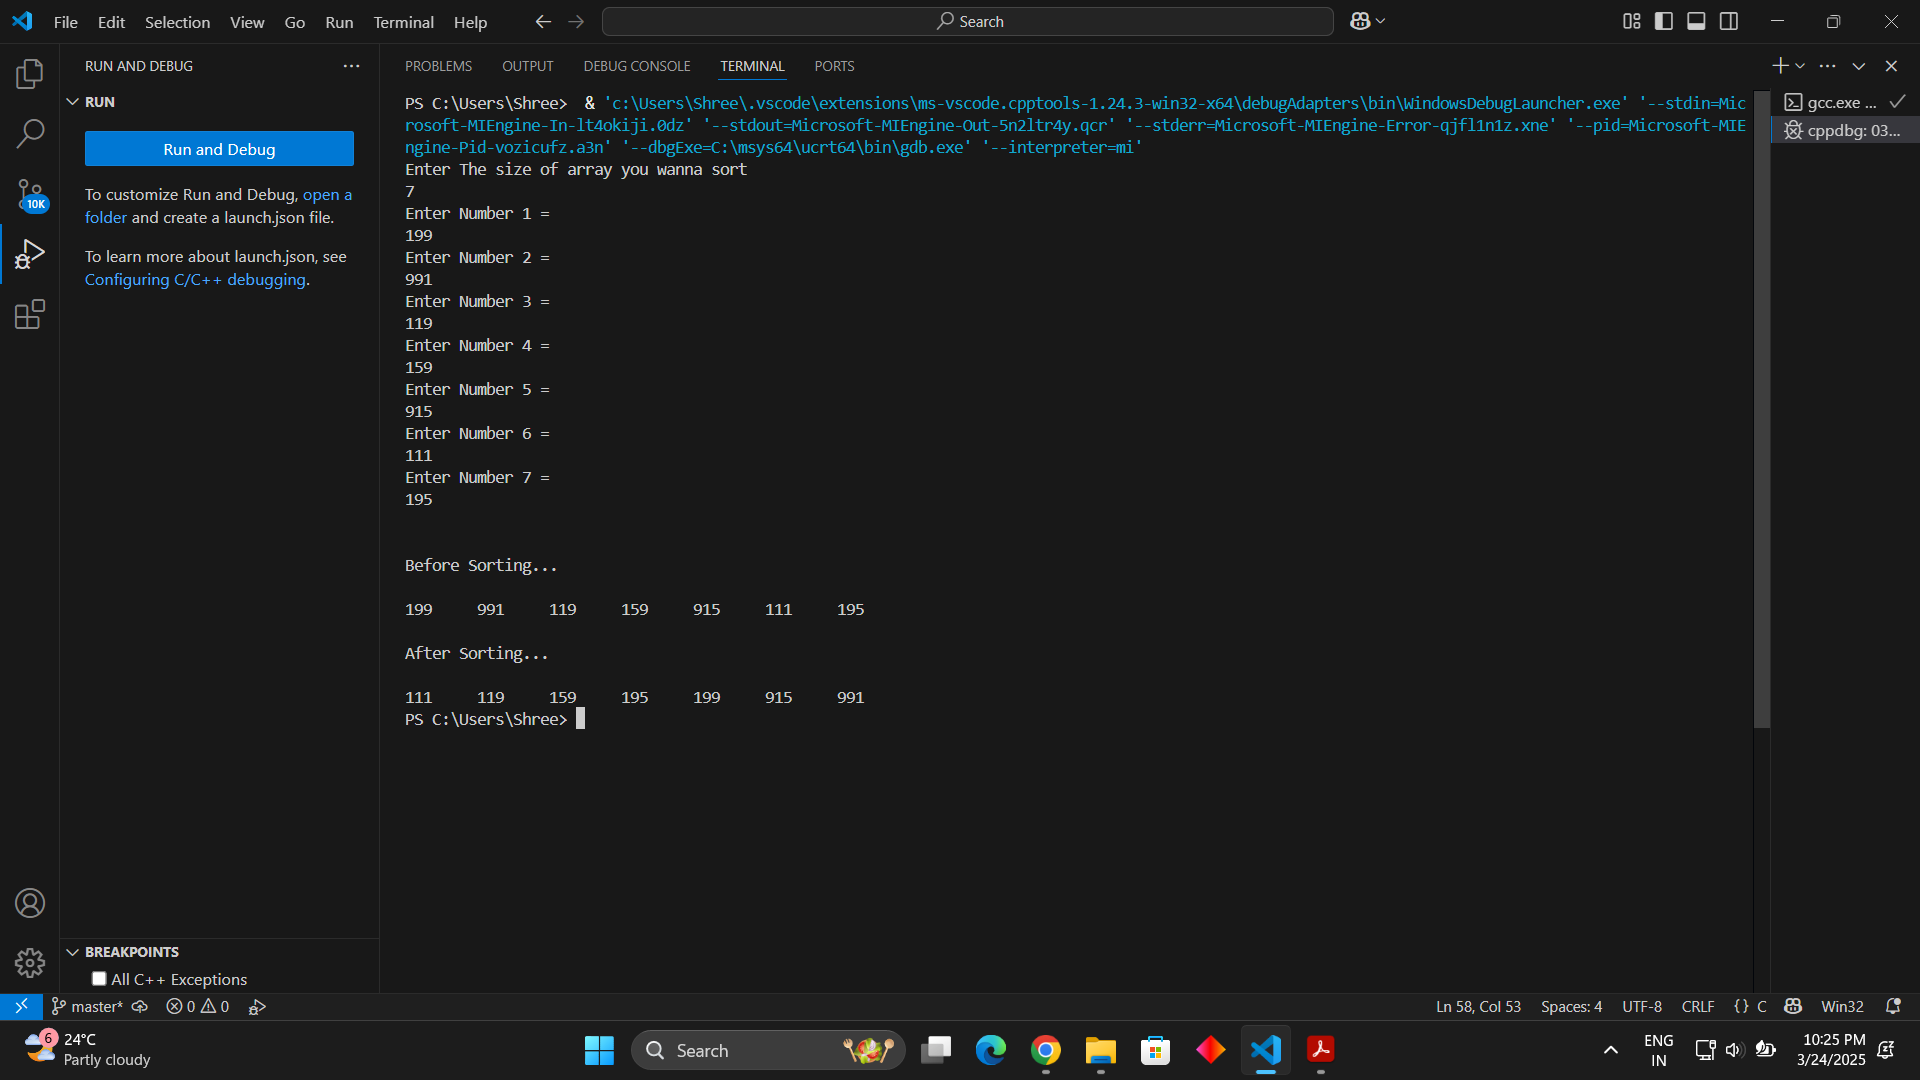 File Edit Selection View Go Run Terminal Help Search
RUN AND DEBUG
RUN
Run and Debug
To customize Run and Debug, open a
folder and create a launch.json file.
To learn more about launch.json, see
Configuring C/C++ debugging.
10K
PROBLEMS OUTPUT DEBUG CONSOLE TERMINAL PORTS
PS C:\Users\Shree>  & 'c:\Users\Shree\.vscode\extensions\ms-vscode.cpptools-1.24.3-win32-x64\debugAdapters\bin\WindowsDebugLauncher.exe' '--stdin=Mic
rosoft-MIEngine-In-lt4okiji.0dz' '--stdout=Microsoft-MIEngine-Out-5n2ltr4y.qcr' '--stderr=Microsoft-MIEngine-Error-qjfl1n1z.xne' '--pid=Microsoft-MIE
ngine-Pid-vozicufz.a3n' '--dbgExe=C:\msys64\ucrt64\bin\gdb.exe' '--interpreter=mi'
Enter The size of array you wanna sort
7
Enter Number 1 =
199
Enter Number 2 =
991
Enter Number 3 =
119
Enter Number 4 =
159
Enter Number 5 =
915
Enter Number 6 =
111
Enter Number 7 =
195
Before Sorting...
199     991     119     159     915     111     195
After Sorting...
111     119     159     195     199     915     991
PS C:\Users\Shree>
gcc.exe ...
cppdbg: 03...
BREAKPOINTS
All C++ Exceptions
master* 0 0 Ln 58, Col 53 Spaces: 4 UTF-8 CRLF {} C Win32
6
24°C
Partly cloudy
Search
ENG
IN
10:25 PM
3/24/2025